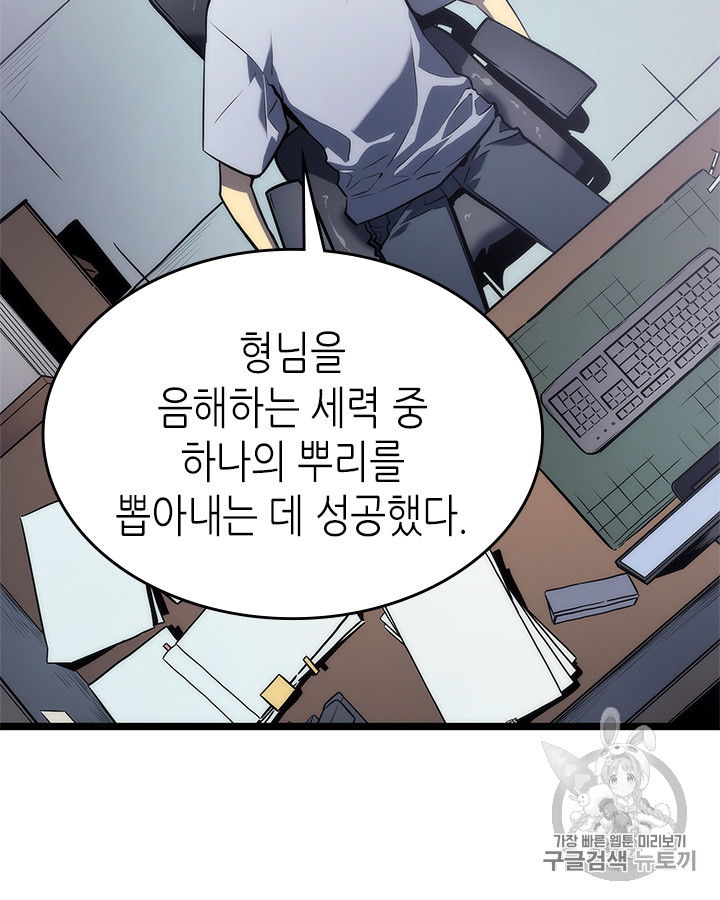 형님을
음해하는 세력 중
하나의 뿌리를
뽑아내는 데 성공했다.
가장 빠른 웹툰 미리보기
구글검색 뉴토끼